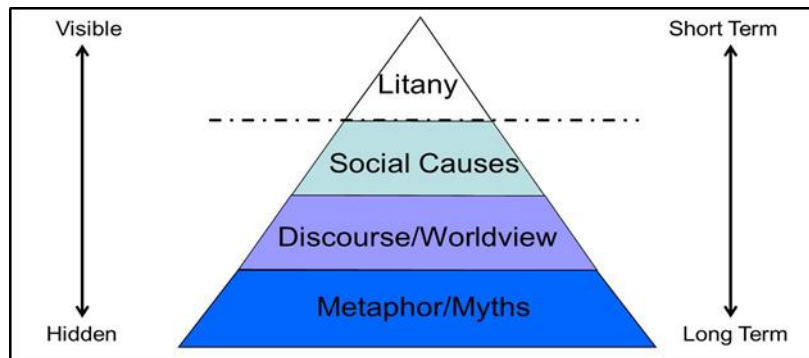 Visible
Short Term
Litany
Social Causes
Discourse/Worldview
Metaphor/Myths
Hidden
Long Term